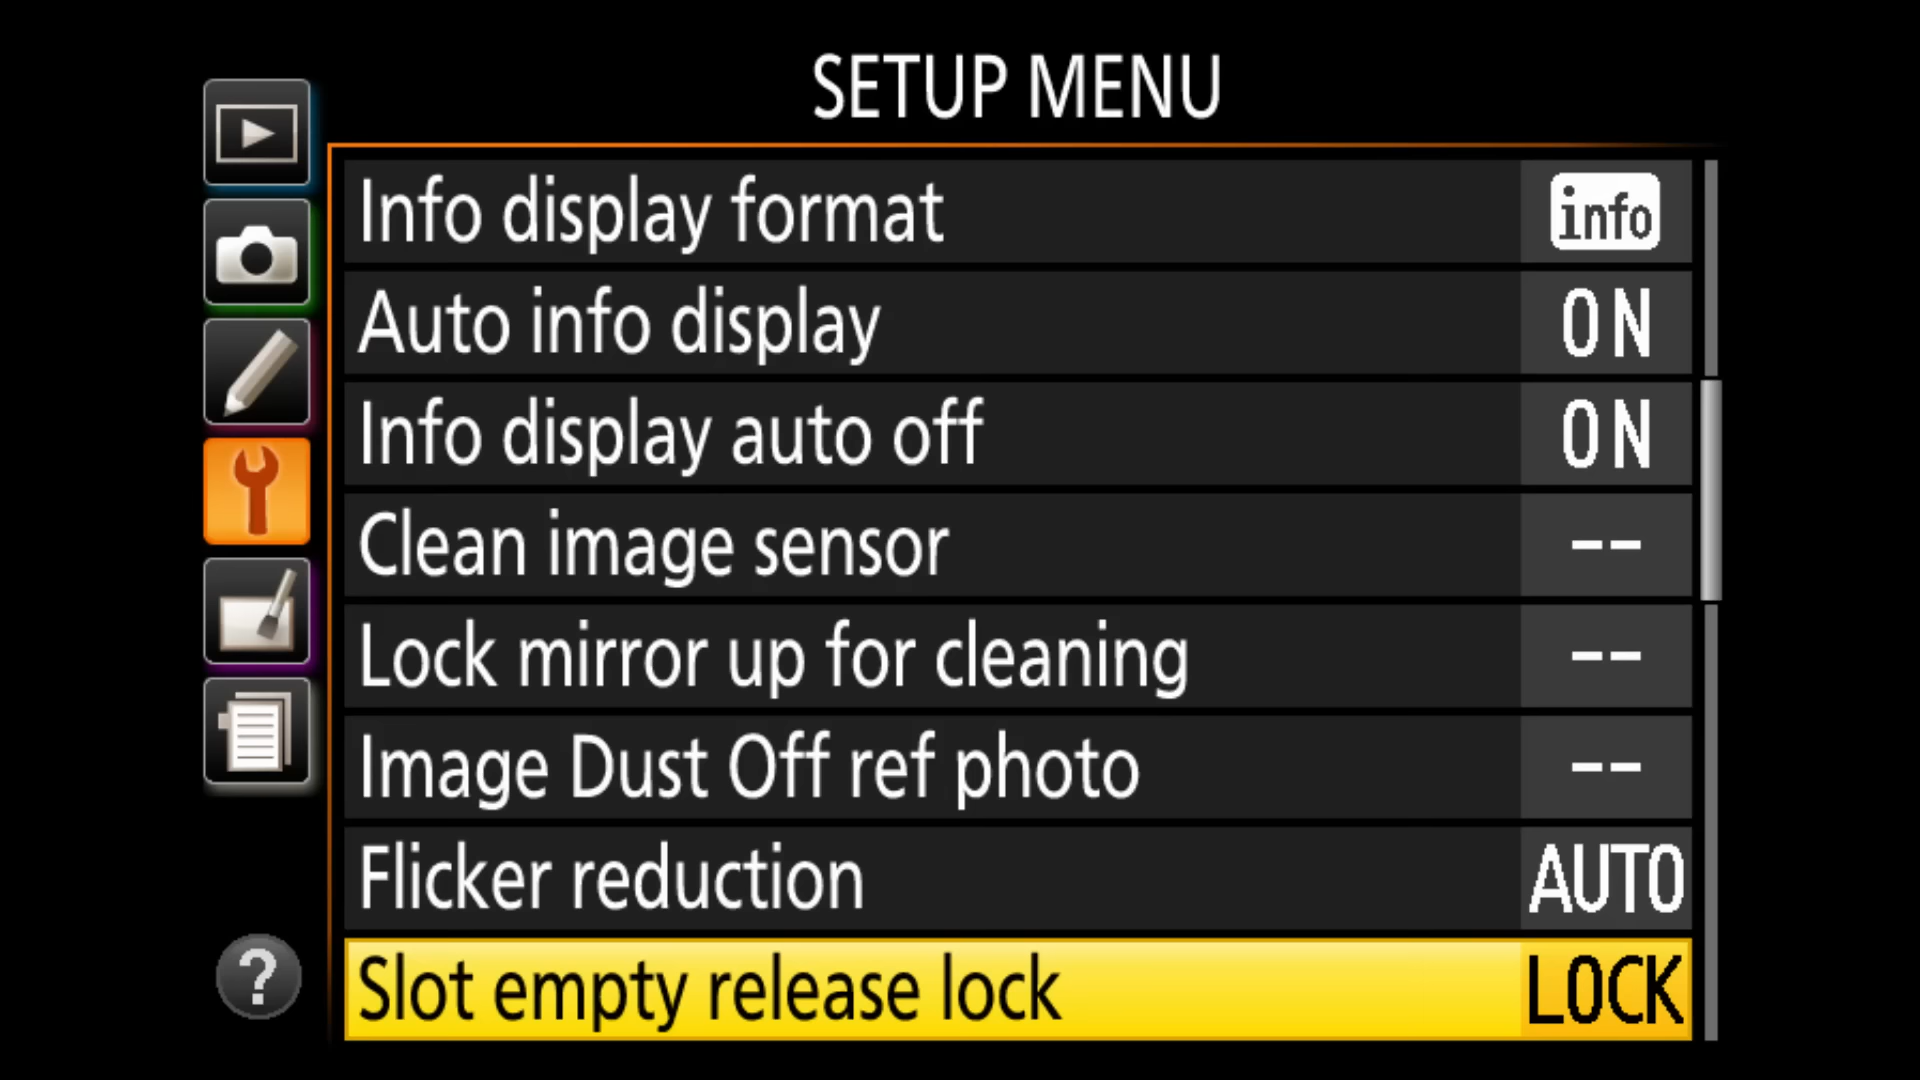 SETUP MENU
Info display format info
Auto info display ON
Info display auto off ON
Clean image sensor --
Lock mirror up for cleaning --
Image Dust Off ref photo --
Flicker reduction AUTO
? Slot empty release lock LOCK